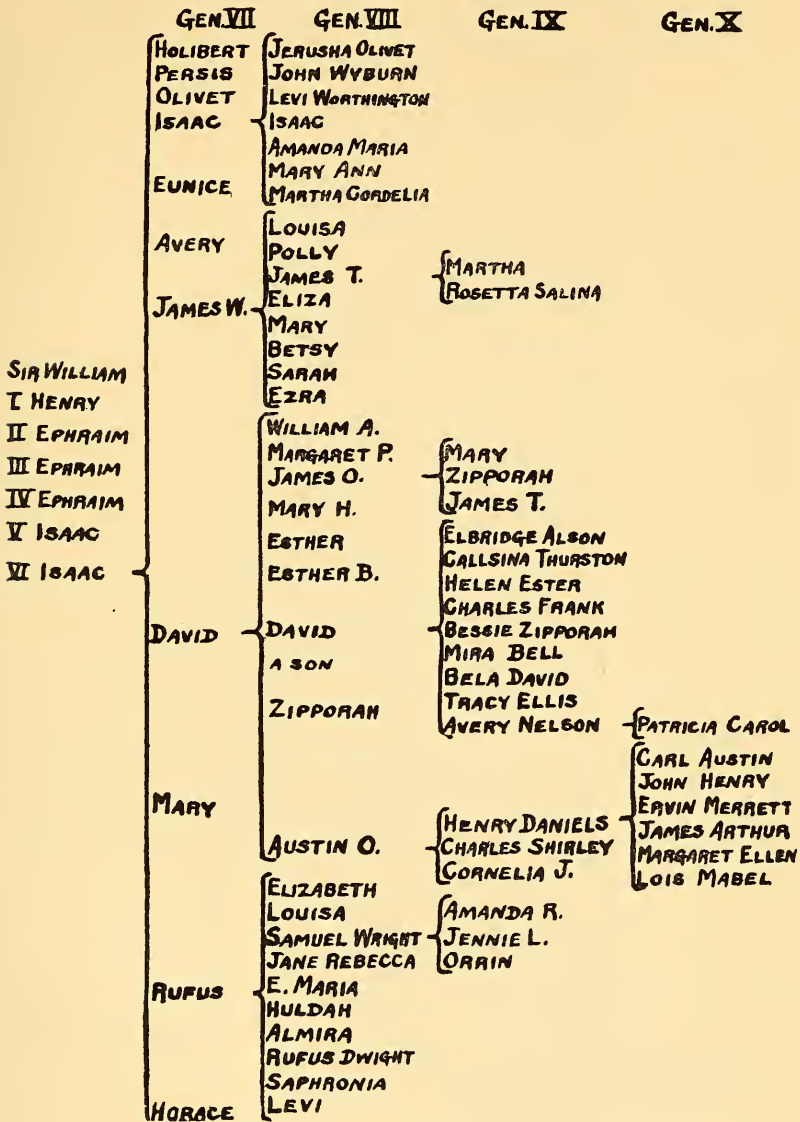 GEN. VII GEN. VIII GEN. IX GEN. X
HOLIBERT
PERSIS
OLIVET
ISAAC
EUNICE
AVERY
JAMES W.
SIR WILLIAM
I HENRY
II EPHRAIM
III EPHRAIM
IV EPHRAIM
V ISAAC
VI ISAAC
DAVID
MARY
RUFUS
HORACE
JERUSHA OLIVET
JOHN WYBURN
LEVI WORTHINGTON
ISAAC
AMANDA MARIA
MARY ANN
MARTHA CORDELIA
LOUISA
POLLY
JAMES T.
ELIZA
MARY
BETSY
SARAH
EZRA
WILLIAM A.
MARGARET P.
JAMES O.
MARY H.
ESTHER
ESTHER B.
DAVID
A SON
ZIPPORAH
AUSTIN O.
ELIZABETH
LOUISA
SAMUEL WRIGHT
JANE REBECCA
E. MARIA
HULDAH
ALMIRA
RUFUS DWIGHT
SAPHRONIA
LEVI
MARTHA
ROSETTA SALINA
MARY
ZIPPORAH
JAMES T.
ELBRIDGE ALSON
CALLSINA THURSTON
HELEN ESTER
CHARLES FRANK
BESSIE ZIPPORAH
MIRA BELL
BELA DAVID
TRACY ELLIS
AVERY NELSON
HENRY DANIELS
CHARLES SHIRLEY
CORNELIA J.
AMANDA R.
JENNIE L.
ORRIN
PATRICIA CAROL
CARL AUSTIN
JOHN HENRY
ERVIN MERRETT
JAMES ARTHUR
MARGARET ELLEN
LOIS MABEL